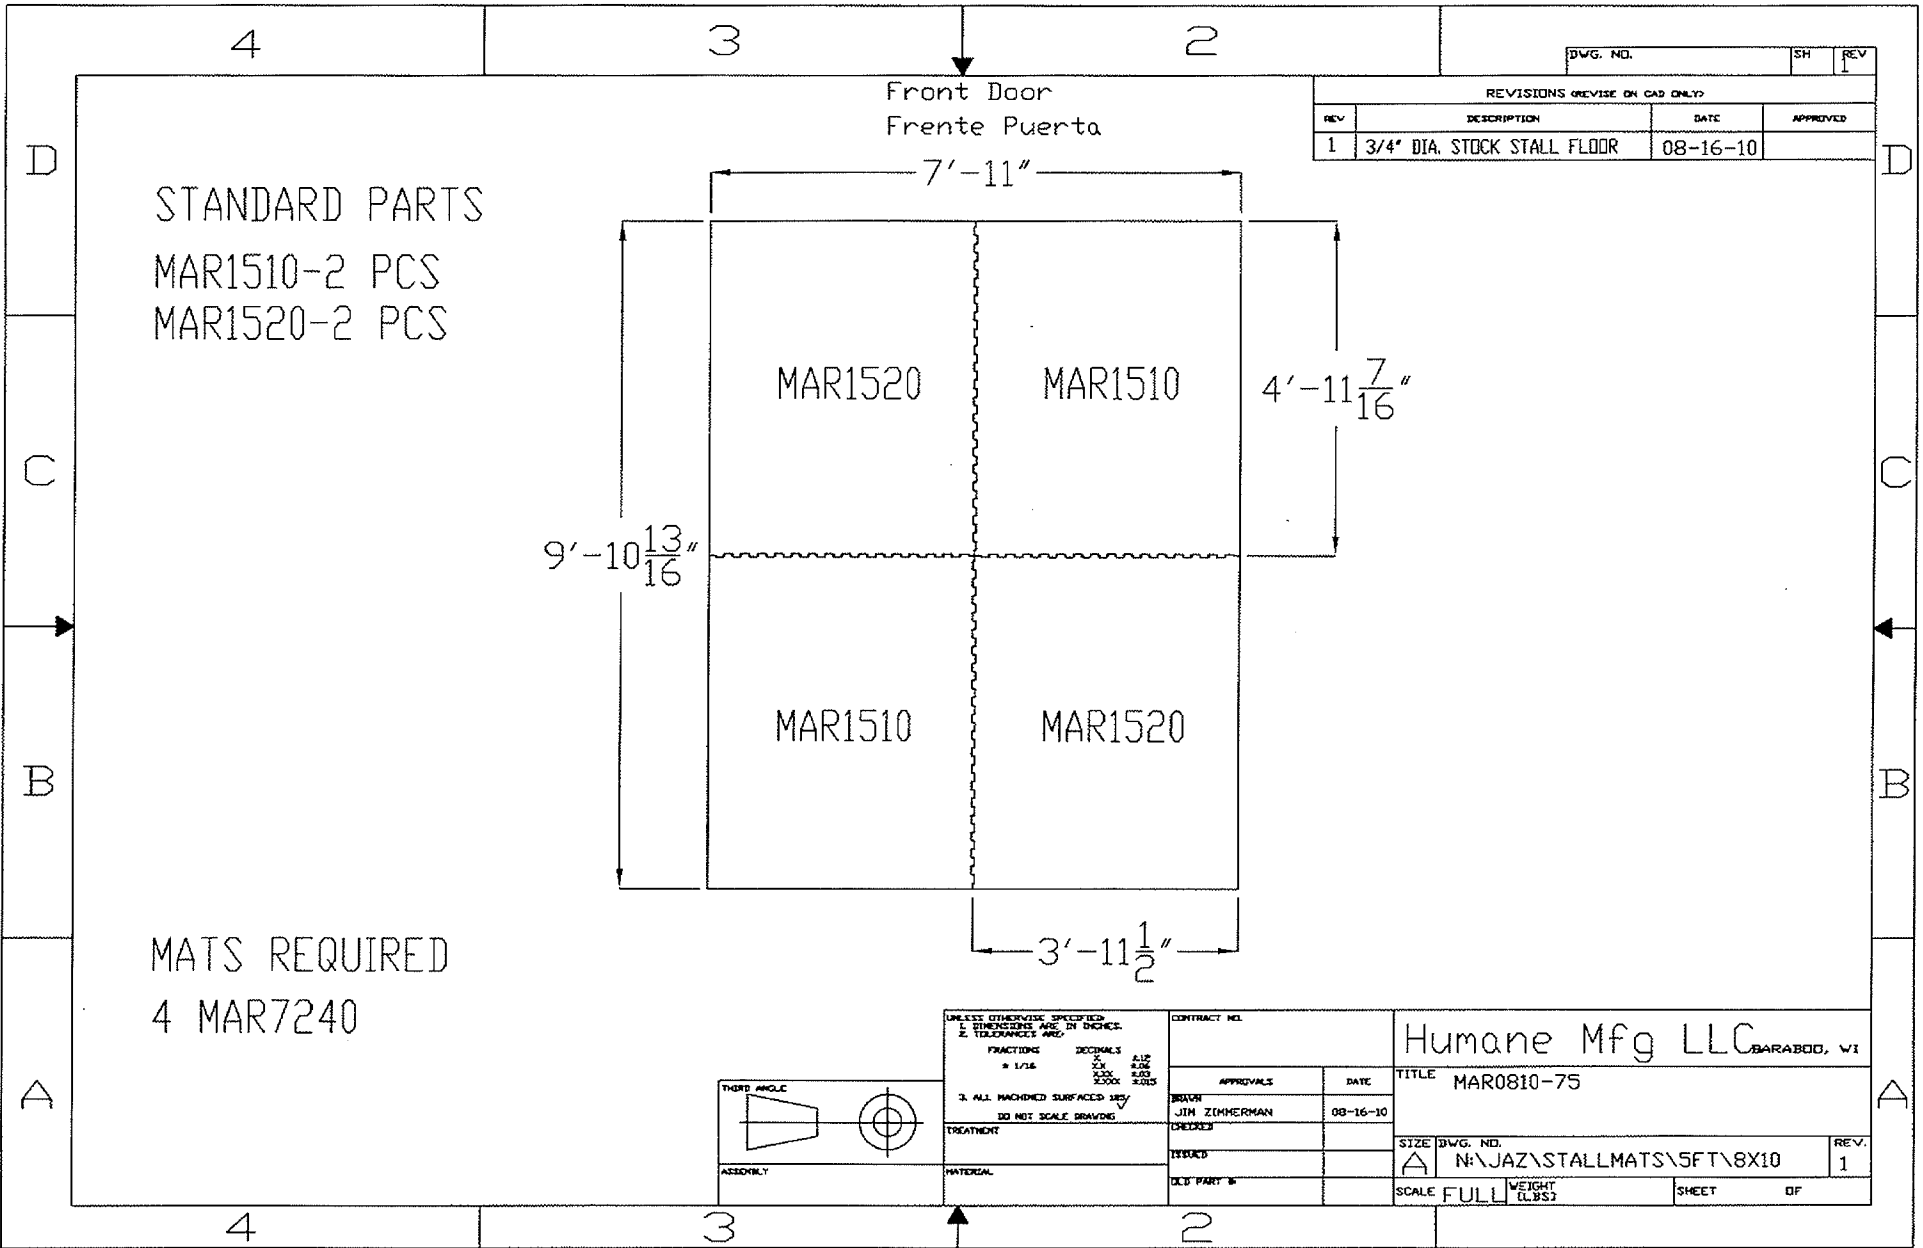 4 3 2
DWG. NO. SH REV
1
Front Door
Frente Puerta
REVISIONS (REVISE ON CAD ONLY)
REV DESCRIPTION DATE APPROVED
1 3/4" DIA. STOCK STALL FLOOR 08-16-10
D D
7'-11"
STANDARD PARTS
MAR1510-2 PCS
MAR1520-2 PCS
MAR1520 MAR1510
4'-11 7/16"
C C
9'-10 13/16"
MAR1510 MAR1520
B B
3'-11 1/2"
MATS REQUIRED
4 MAR7240
UNLESS OTHERWISE SPECIFIED:
1. DIMENSIONS ARE IN INCHES.
2. TOLERANCES ARE:
FRACTIONS DECIMALS
± 1/16
3. ALL MACHINED SURFACES
DO NOT SCALE DRAWING
TREATMENT
MATERIAL
CONTRACT NO.
APPROVALS DATE
DRAWN
JIM ZIMMERMAN 08-16-10
CHECKED
ISSUED
OLD PART #
Humane Mfg LLC BARABOO, WI
TITLE MAR0810-75
SIZE DWG. NO. REV.
A N:\JAZ\STALLMATS\5FT\8X10 1
SCALE FULL WEIGHT [LBS] SHEET OF
THIRD ANGLE
ASSEMBLY
A A
4 3 2